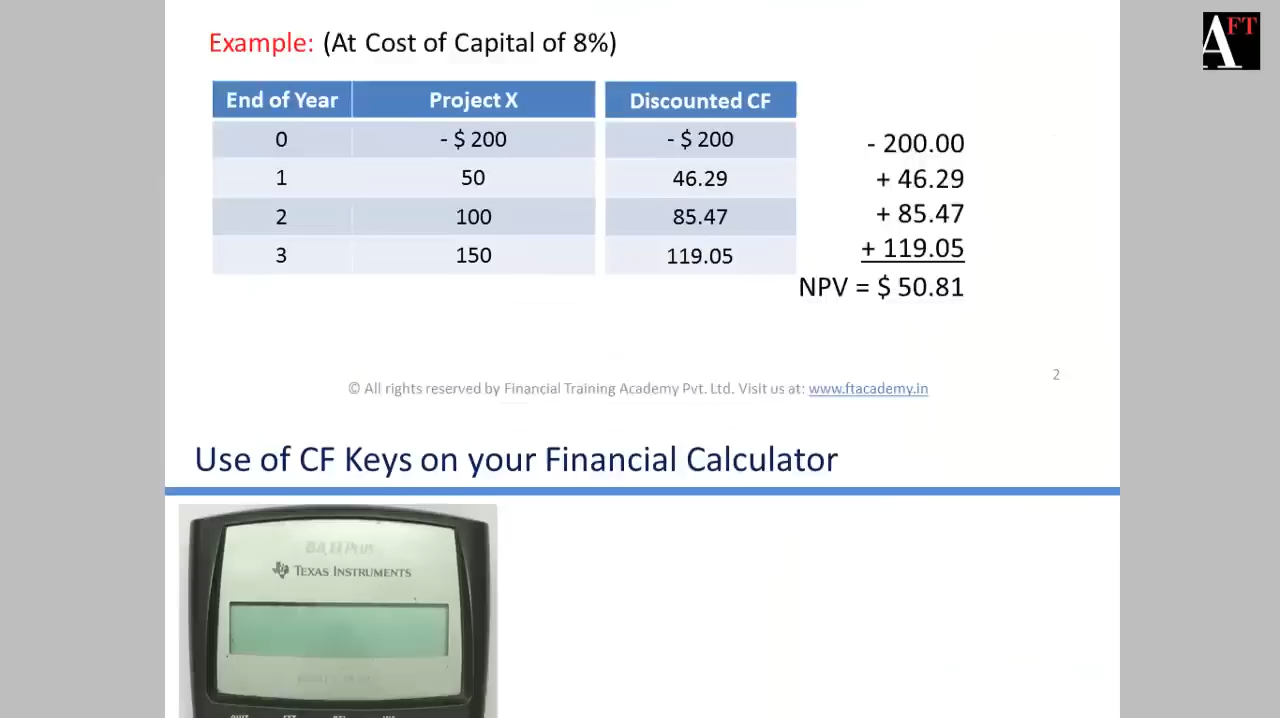 AFT
Example: (At Cost of Capital of 8%)
End of Year Project X Discounted CF
0 - $ 200 - $ 200 - 200.00
1 50 46.29 + 46.29
2 100 85.47 + 85.47
3 150 119.05 + 119.05
NPV = $ 50.81
© All rights reserved by Financial Training Academy Pvt. Ltd. Visit us at: www.ftacademy.in
2
Use of CF Keys on your Financial Calculator
BA II PLUS
TEXAS INSTRUMENTS